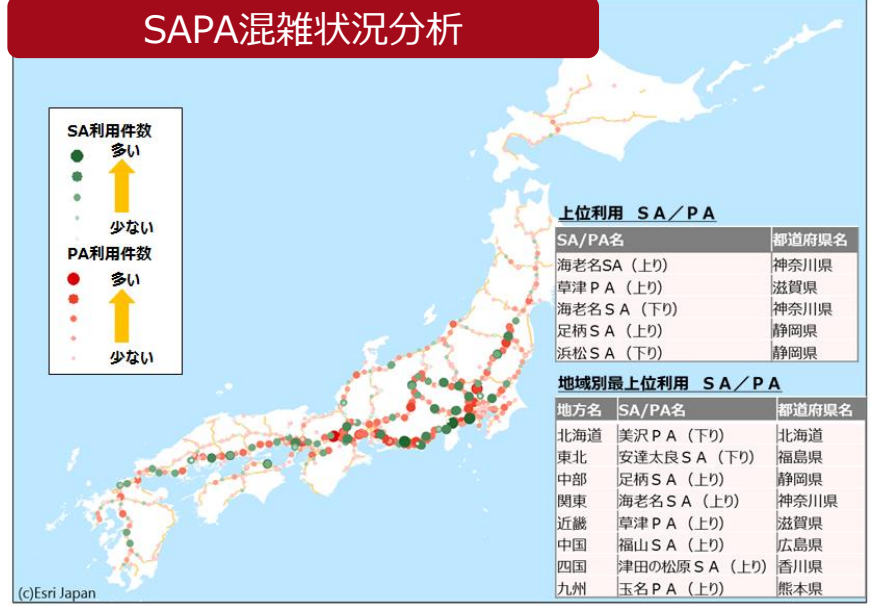 SAPA混雑状況分析
SA利用件数
多い
少ない
PA利用件数
多い
少ない
上位利用 ＳＡ／ＰＡ
SA/PA名 都道府県名
海老名SA（上り） 神奈川県
草津ＰＡ（上り） 滋賀県
海老名ＳＡ（下り） 神奈川県
足柄ＳＡ（上り） 静岡県
浜松ＳＡ（下り） 静岡県
地域別最上位利用 ＳＡ／ＰＡ
地方名 SA/PA名 都道府県名
北海道 美沢ＰＡ（下り） 北海道
東北 安達太良ＳＡ（下り） 福島県
中部 足柄ＳＡ（上り） 静岡県
関東 海老名ＳＡ（上り） 神奈川県
近畿 草津ＰＡ（上り） 滋賀県
中国 福山ＳＡ（上り） 広島県
四国 津田の松原ＳＡ（上り） 香川県
九州 玉名ＰＡ（上り） 熊本県
(c)Esri Japan